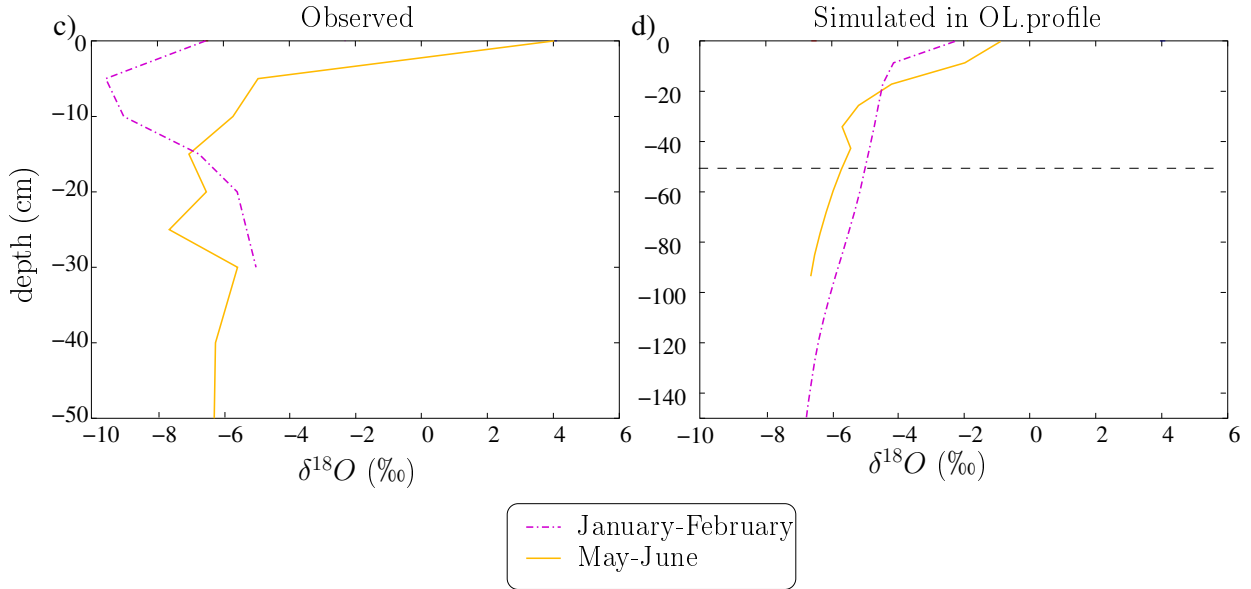 c) Observed
0
−10
−20
−30
−40
−50
depth (cm)
−10 −8 −6 −4 −2 0 2 4 6
δ¹⁸O (‰)
d) Simulated in OL.profile
0
−20
−40
−60
−80
−100
−120
−140
−10 −8 −6 −4 −2 0 2 4 6
δ¹⁸O (‰)
January-February
May-June